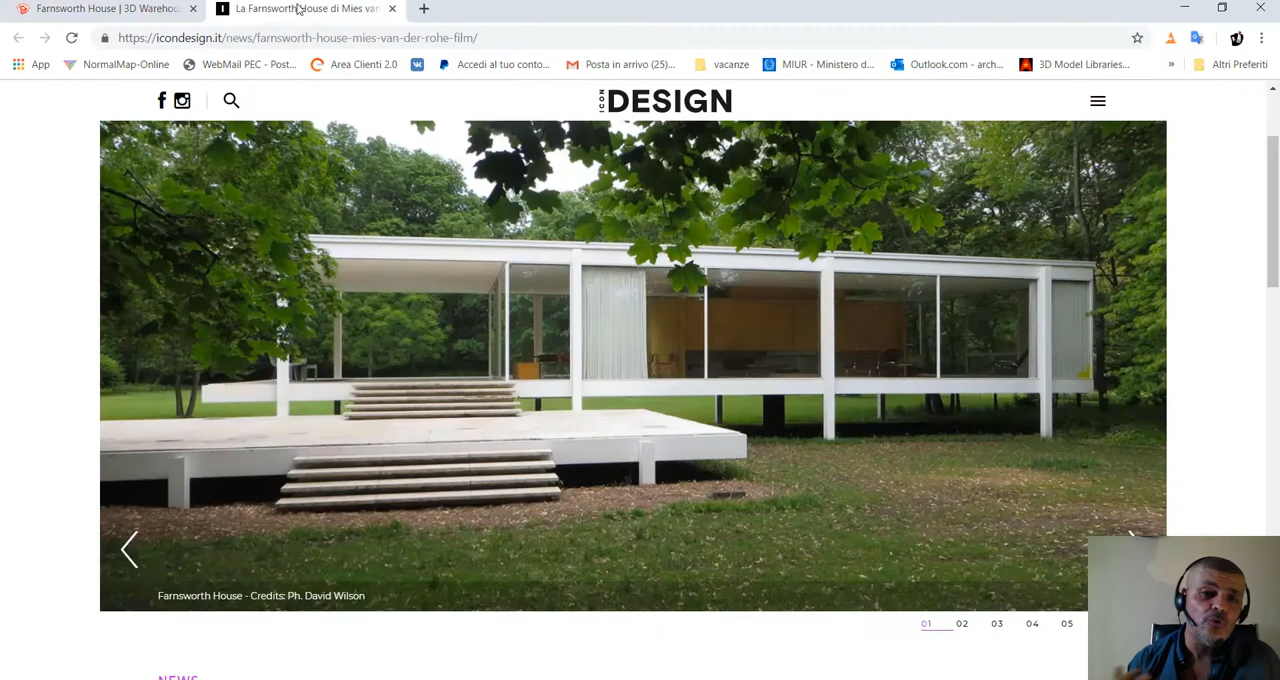 Farnsworth House | 3D Warehou
La Farnsworth House di Mies van
https://icondesign.it/news/farnsworth-house-mies-van-der-rohe-film/
App
NormalMap-Online
WebMail PEC - Post...
Area Clienti 2.0
Accedi al tuo conto...
Posta in arrivo (25)...
vacanze
MIUR - Ministero d...
Outlook.com - arch...
3D Model Libraries...
»
Altri Preferiti
ICON DESIGN
Farnsworth House - Credits: Ph. David Wilson
01 02 03 04 05
NEWS